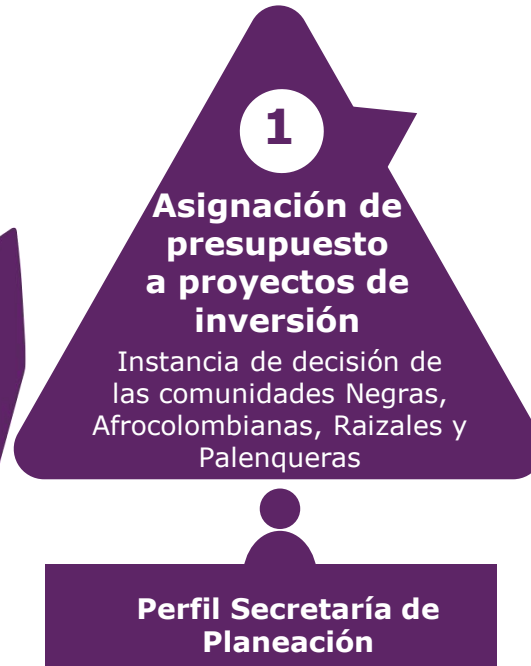 1
Asignación de
presupuesto
a proyectos de
inversión
Instancia de decisión de
las comunidades Negras,
Afrocolombianas, Raizales y
Palenqueras
Perfil Secretaría de
Planeación